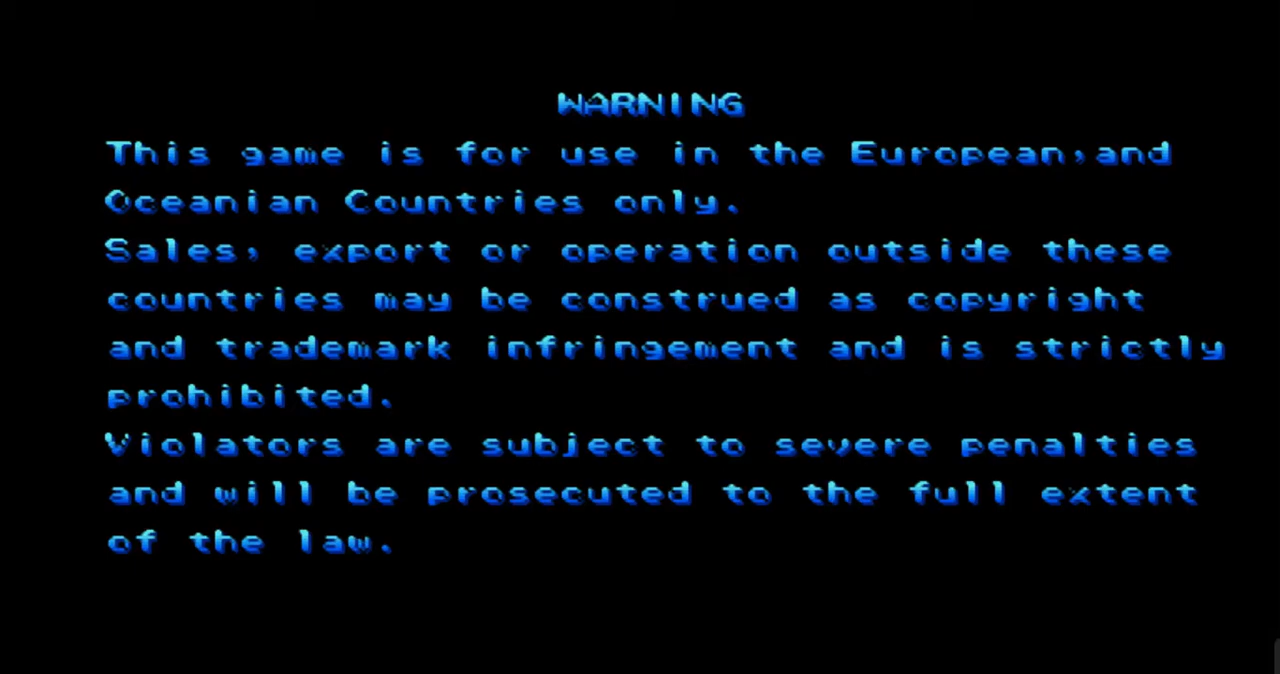 WARNING
This game is for use in the European,and
Oceanian Countries only.
Sales, export or operation outside these
countries may be construed as copyright
and trademark infringement and is strictly
prohibited.
Violators are subject to severe penalties
and will be prosecuted to the full extent
of the law.